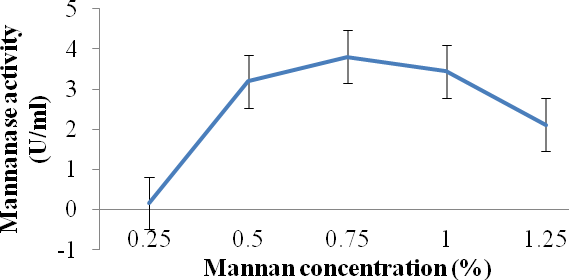 5
4
3
2
1
0
-1
Mannanase activity
(U/ml)
0.25 0.5 0.75 1 1.25
Mannan concentration (%)